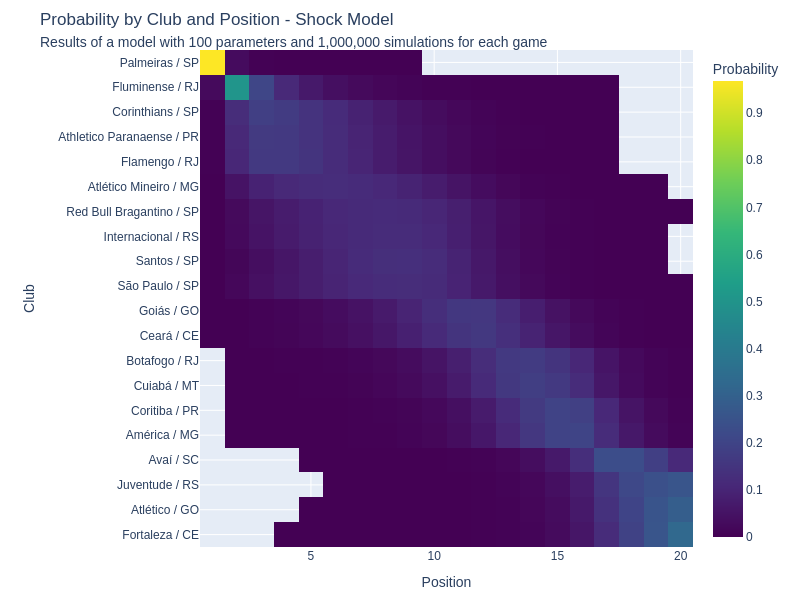 Probability by Club and Position - Shock Model
Results of a model with 100 parameters and 1,000,000 simulations for each game
Palmeiras / SP
Fluminense / RJ
Corinthians / SP
Athletico Paranaense / PR
Flamengo / RJ
Atlético Mineiro / MG
Red Bull Bragantino / SP
Internacional / RS
Santos / SP
São Paulo / SP
Goiás / GO
Ceará / CE
Botafogo / RJ
Cuiabá / MT
Coritiba / PR
América / MG
Avaí / SC
Juventude / RS
Atlético / GO
Fortaleza / CE
Club
5
10
15
20
Position
Probability
0.9
0.8
0.7
0.6
0.5
0.4
0.3
0.2
0.1
0